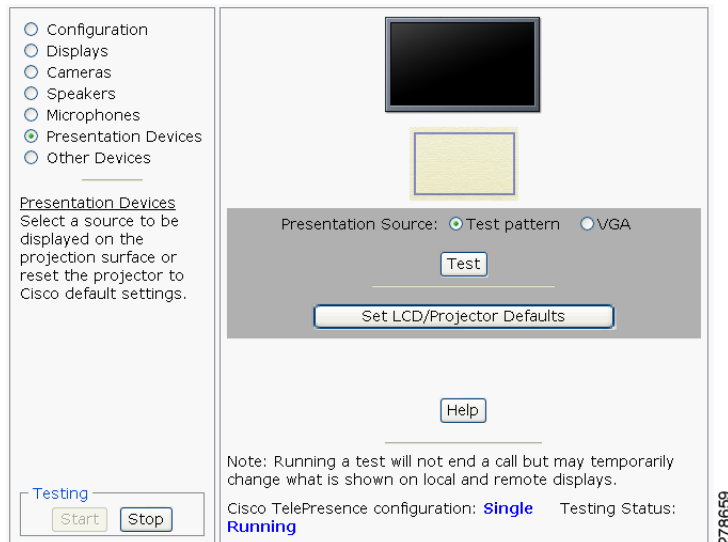 Configuration
Displays
Cameras
Speakers
Microphones
Presentation Devices
Other Devices
Presentation Devices
Select a source to be
displayed on the
projection surface or
reset the projector to
Cisco default settings.
Testing
Start Stop
Presentation Source: Test pattern VGA
Test
Set LCD/Projector Defaults
Help
Note: Running a test will not end a call but may temporarily
change what is shown on local and remote displays.
Cisco TelePresence configuration: Single Testing Status:
Running
278659